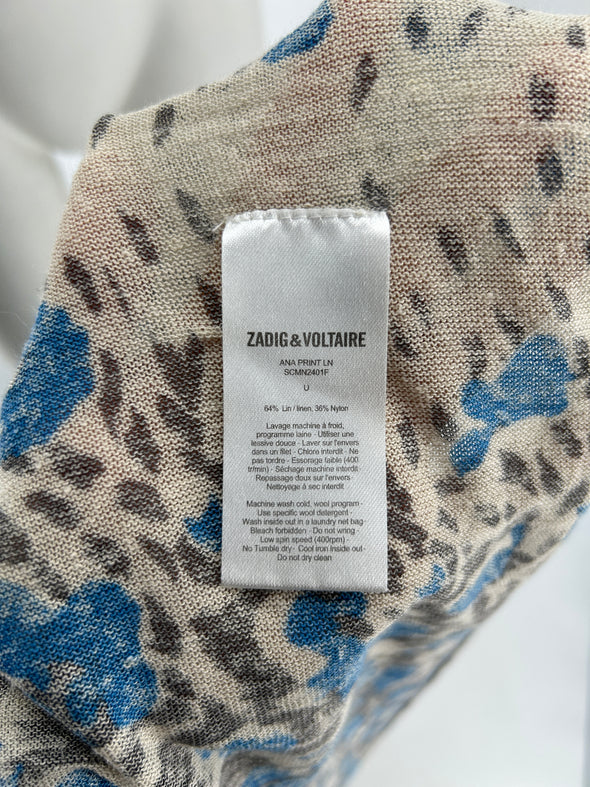 ZADIG & VOLTAIRE
ANA PRINT LN
SCMN2401F
U
64% Lin / linen, 36% Nylon
Lavage machine à froid,
programme laine - Utiliser une
lessive douce - Laver sur l'envers
dans un filet - Chlore interdit - Ne
pas tordre - Essorage faible (400
tr/min) - Séchage machine interdit -
Repassage doux sur l'envers
Nettoyage à sec interdit
Machine wash cold, wool program -
Use specific wool detergent -
Wash inside out in a laundry net bag -
Bleach forbidden - Do not wring
Low spin speed (400rpm) -
No Tumble dry - Cool iron Inside out -
Do not dry clean